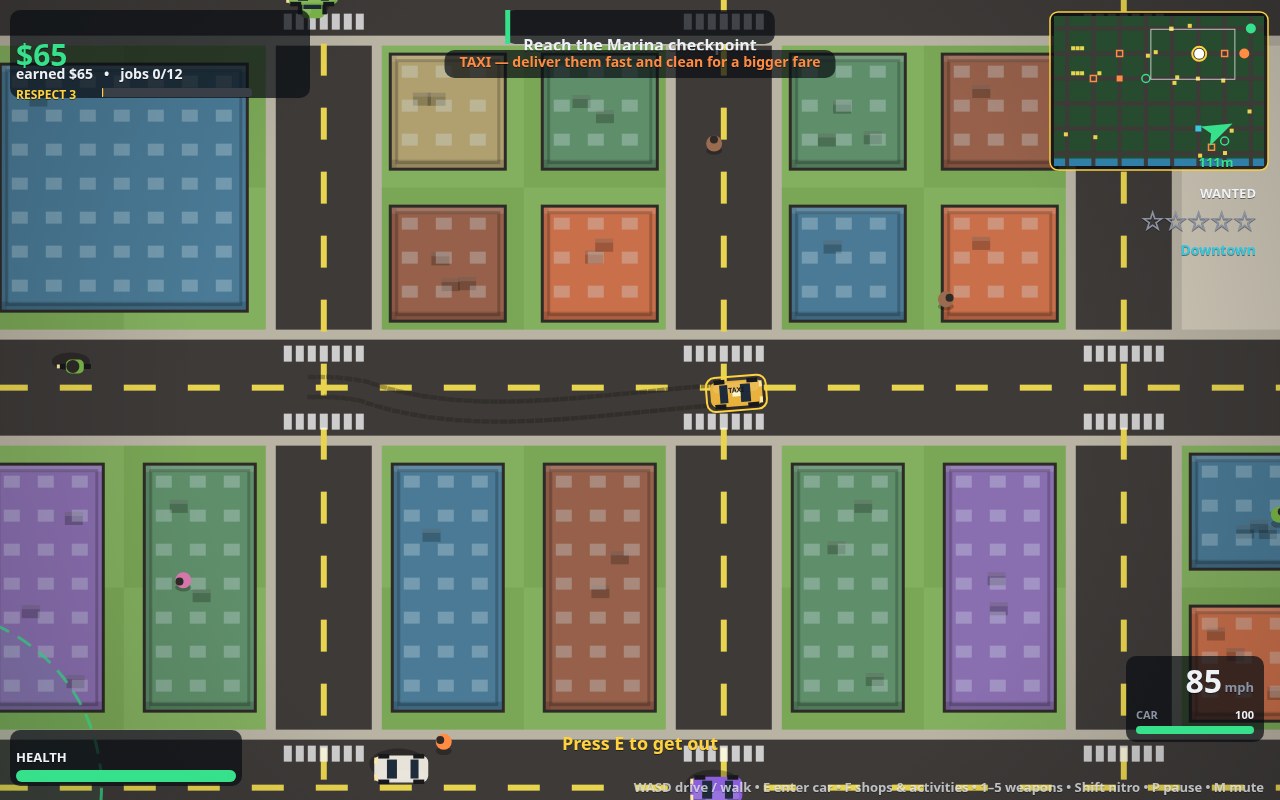 $65
earned $65 • jobs 0/12
RESPECT 3
Reach the Marina checkpoint
TAXI — deliver them fast and clean for a bigger fare
111m
WANTED
☆☆☆☆☆
Downtown
TAXI
85 mph
CAR 100
HEALTH
Press E to get out
WASD drive / walk • E enter car • F shops & activities • 1-5 weapons • Shift nitro • P pause • M mute